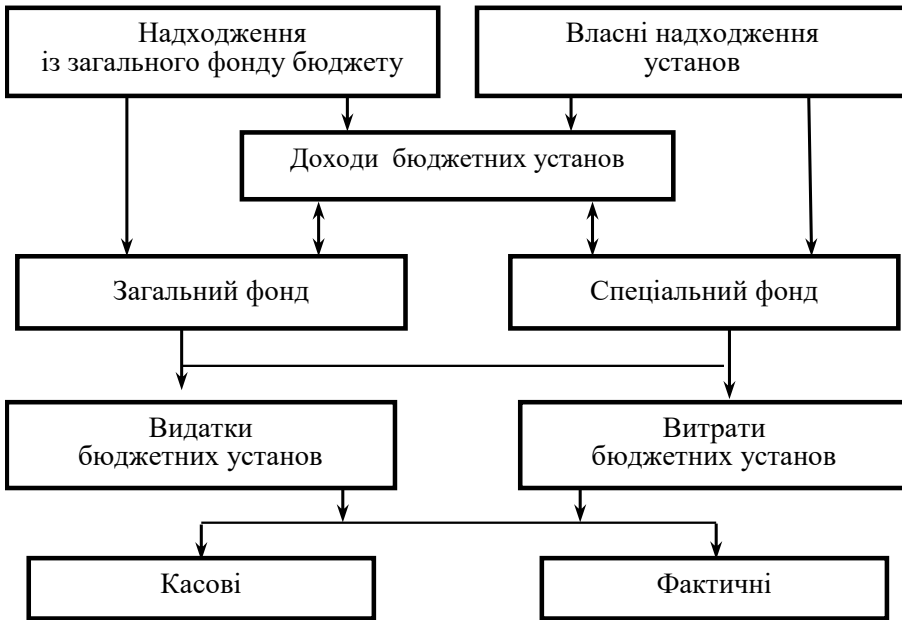 Надходження
із загального фонду бюджету
Власні надходження
установ
Доходи бюджетних установ
Загальний фонд
Спеціальний фонд
Видатки
бюджетних установ
Витрати
бюджетних установ
Касові
Фактичні